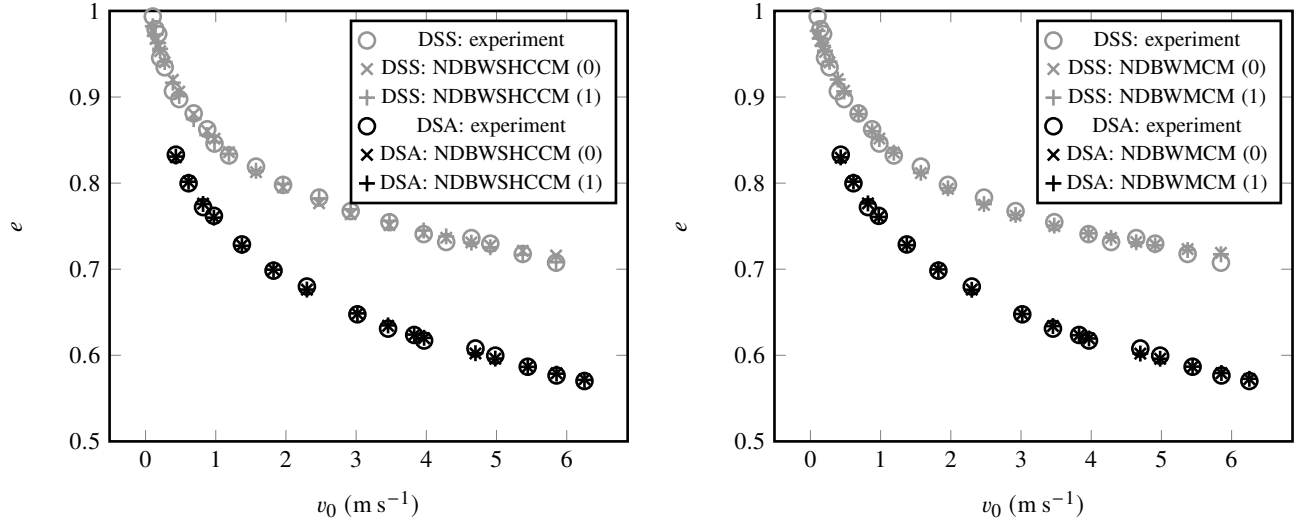 1
0.9
0.8
0.7
0.6
0.5
e
0 1 2 3 4 5 6
v₀ (m s⁻¹)
DSS: experiment
DSS: NDBWSHCCM (0)
DSS: NDBWSHCCM (1)
DSA: experiment
DSA: NDBWSHCCM (0)
DSA: NDBWSHCCM (1)
1
0.9
0.8
0.7
0.6
0.5
e
0 1 2 3 4 5 6
v₀ (m s⁻¹)
DSS: experiment
DSS: NDBWMCM (0)
DSS: NDBWMCM (1)
DSA: experiment
DSA: NDBWMCM (0)
DSA: NDBWMCM (1)